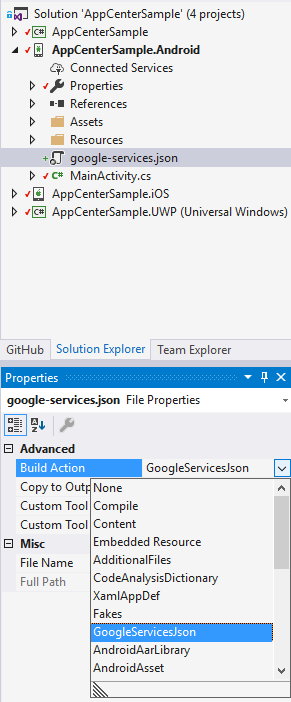 Solution 'AppCenterSample' (4 projects)
C# AppCenterSample
AppCenterSample.Android
Connected Services
Properties
References
Assets
Resources
google-services.json
C# MainActivity.cs
AppCenterSample.iOS
C# AppCenterSample.UWP (Universal Windows)
GitHub Solution Explorer Team Explorer
Properties
google-services.json File Properties
Advanced
Build Action GoogleServicesJson
Copy to Outp
None
Compile
Custom Tool
Content
Custom Tool
Embedded Resource
Misc
AdditionalFiles
File Name
CodeAnalysisDictionary
Full Path
XamlAppDef
Fakes
GoogleServicesJson
AndroidAarLibrary
AndroidAsset